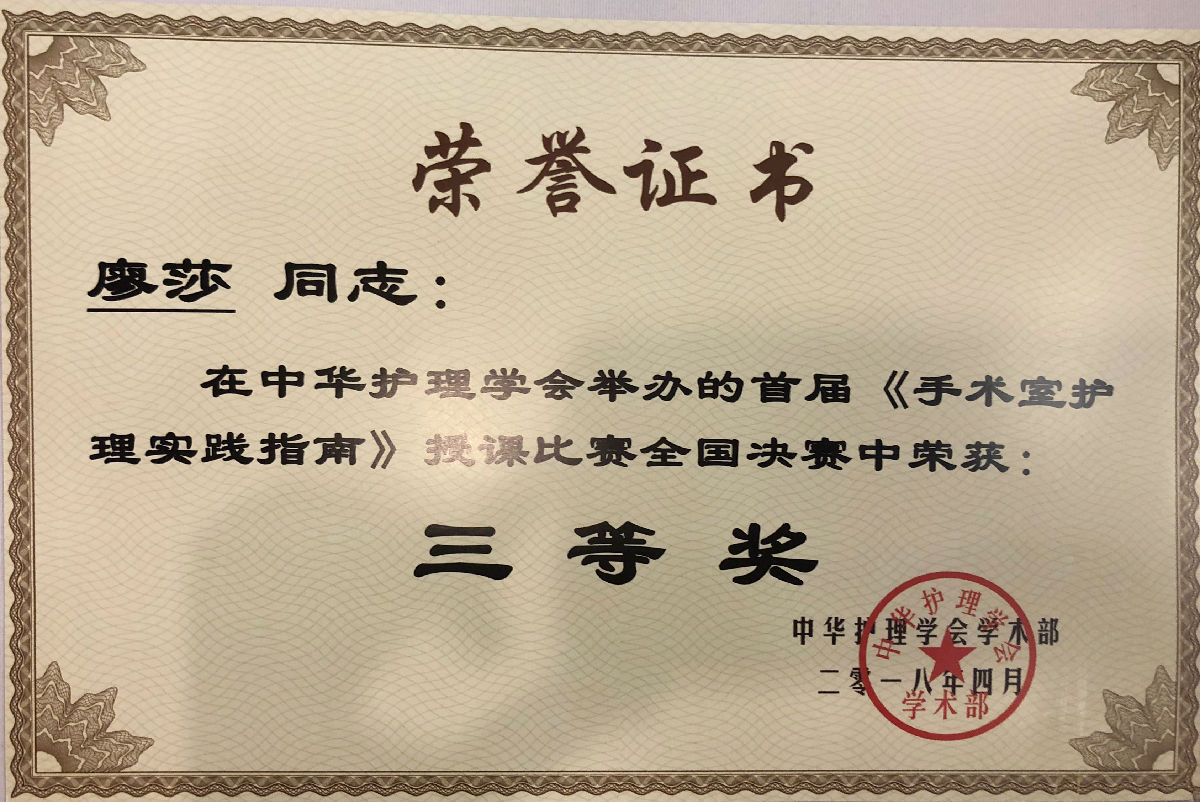 荣誉证书
廖莎 同志：
在中华护理学会举办的首届《手术室护
理实践指南》授课比赛全国决赛中荣获：
三等奖
中华护理学会学术部
二零一八年四月
中华护理学会
学术部